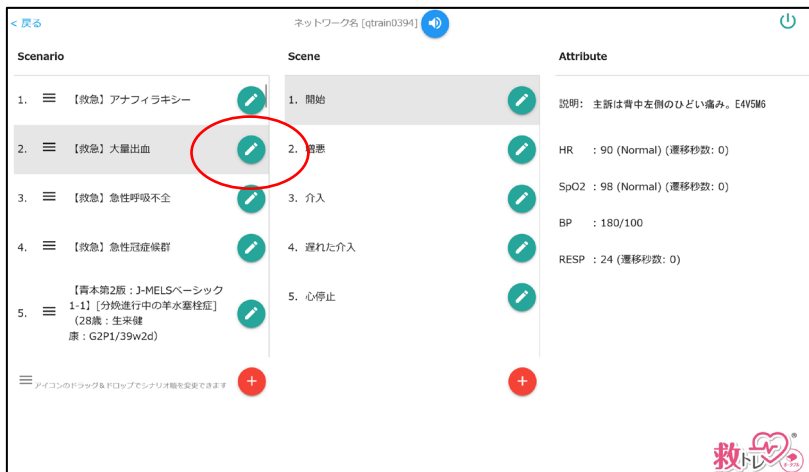 < 戻る
ネットワーク名 [qtrain0394]
Scenario
Scene
Attribute
1. 【救急】アナフィラキシー
2. 【救急】大量出血
3. 【救急】急性呼吸不全
4. 【救急】急性冠症候群
5. 【青本第2版：J-MELSベーシック
1-1】[分娩進行中の羊水塞栓症]
（28歳：生来健
康：G2P1/39w2d）
アイコンのドラッグ&ドロップでシナリオ順を変更できます
1. 開始
2. 増悪
3. 介入
4. 遅れた介入
5. 心停止
説明: 主訴は背中左側のひどい痛み。E4V5M6
HR : 90 (Normal) (遷移秒数: 0)
SpO2 : 98 (Normal) (遷移秒数: 0)
BP : 180/100
RESP : 24 (遷移秒数: 0)
救トレ
®